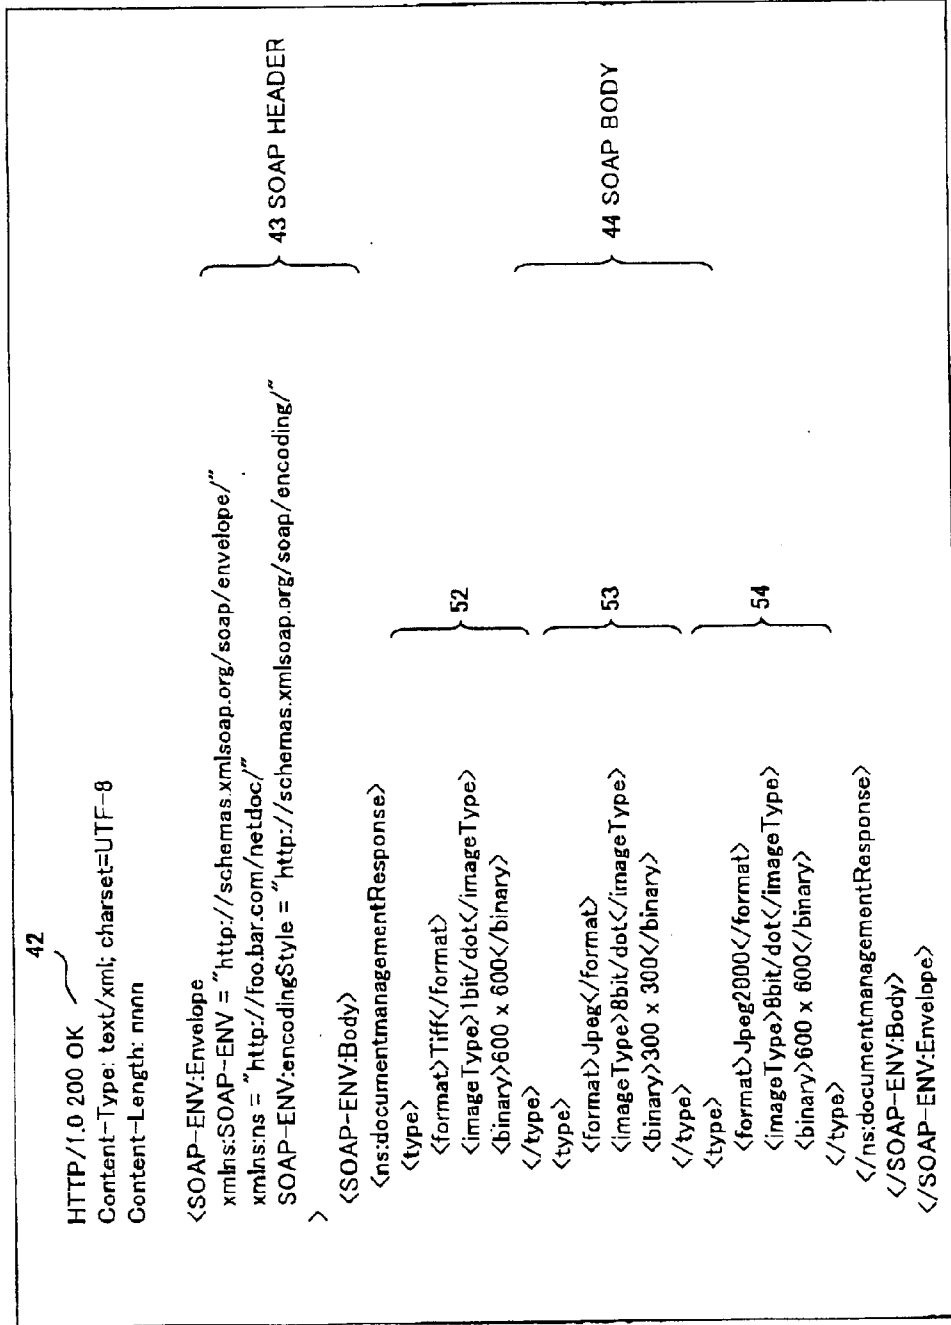 42
HTTP/1.0 200 OK
Content-Type: text/xml; charset=UTF-8
Content-Length: nnnn
<SOAP-ENV:Envelope
xmlns:SOAP-ENV = "http://schemas.xmlsoap.org/soap/envelope/"
xmlns:ns = "http://foo.bar.com/netdoc/"
SOAP-ENV:encodingStyle = "http://schemas.xmlsoap.org/soap/encoding/"
>
43 SOAP HEADER
<SOAP-ENV:Body>
<ns:documentmanagementResponse>
<type>
<format>Tiff</format>
<imageType>1bit/dot</imageType>
<binary>600 x 600</binary>
</type>
52
<type>
<format>Jpeg</format>
<imageType>8bit/dot</imageType>
<binary>300 x 300</binary>
</type>
53
44 SOAP BODY
<type>
<format>Jpeg2000</format>
<imageType>8bit/dot</imageType>
<binary>600 x 600</binary>
</type>
54
</ns:documentmanagementResponse>
</SOAP-ENV:Body>
</SOAP-ENV:Envelope>